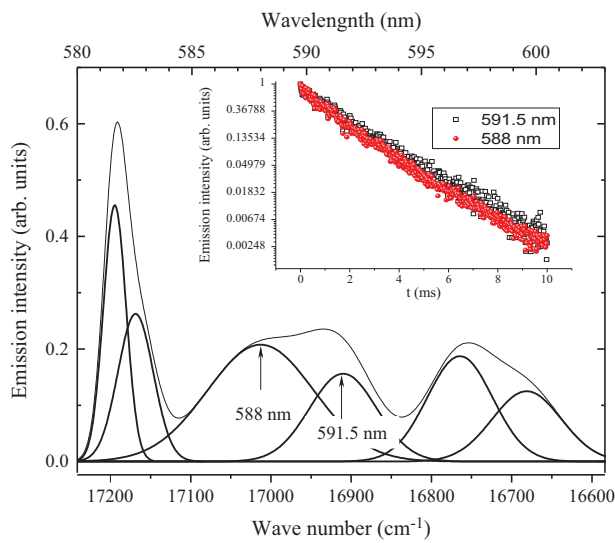 Wavelengnth (nm)
580 585 590 595 600
Emission intensity (arb. units)
0.6
0.4
0.2
0.0
Emission intensity (arb. units)
1
0.36788
0.13534
0.04979
0.01832
0.00674
0.00248
591.5 nm
588 nm
0 2 4 6 8 10
t (ms)
588 nm
591.5 nm
17200 17100 17000 16900 16800 16700 16600
Wave number (cm-1)